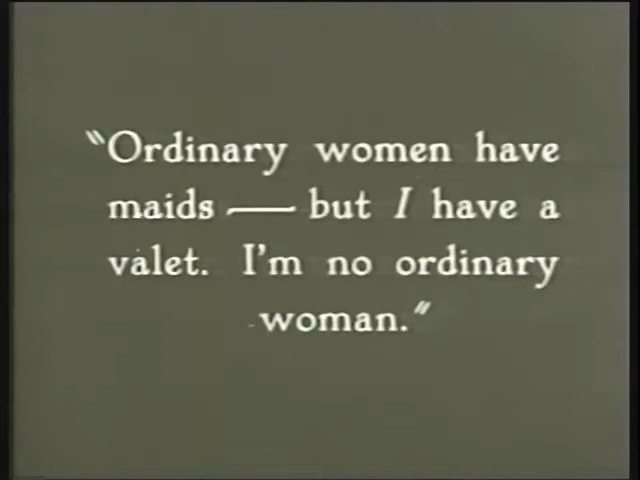 "Ordinary women have
maids — but I have a
valet. I'm no ordinary
woman."